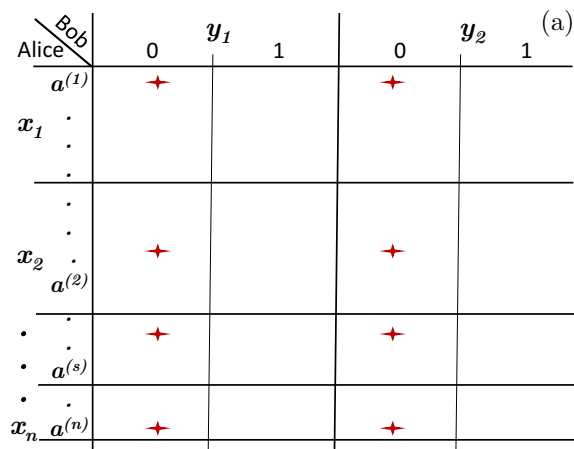 Bob y₁ y₂ (a)
Alice 0 1 0 1
a⁽¹⁾
x₁
x₂
a⁽²⁾
a⁽ˢ⁾
xₙ a⁽ⁿ⁾